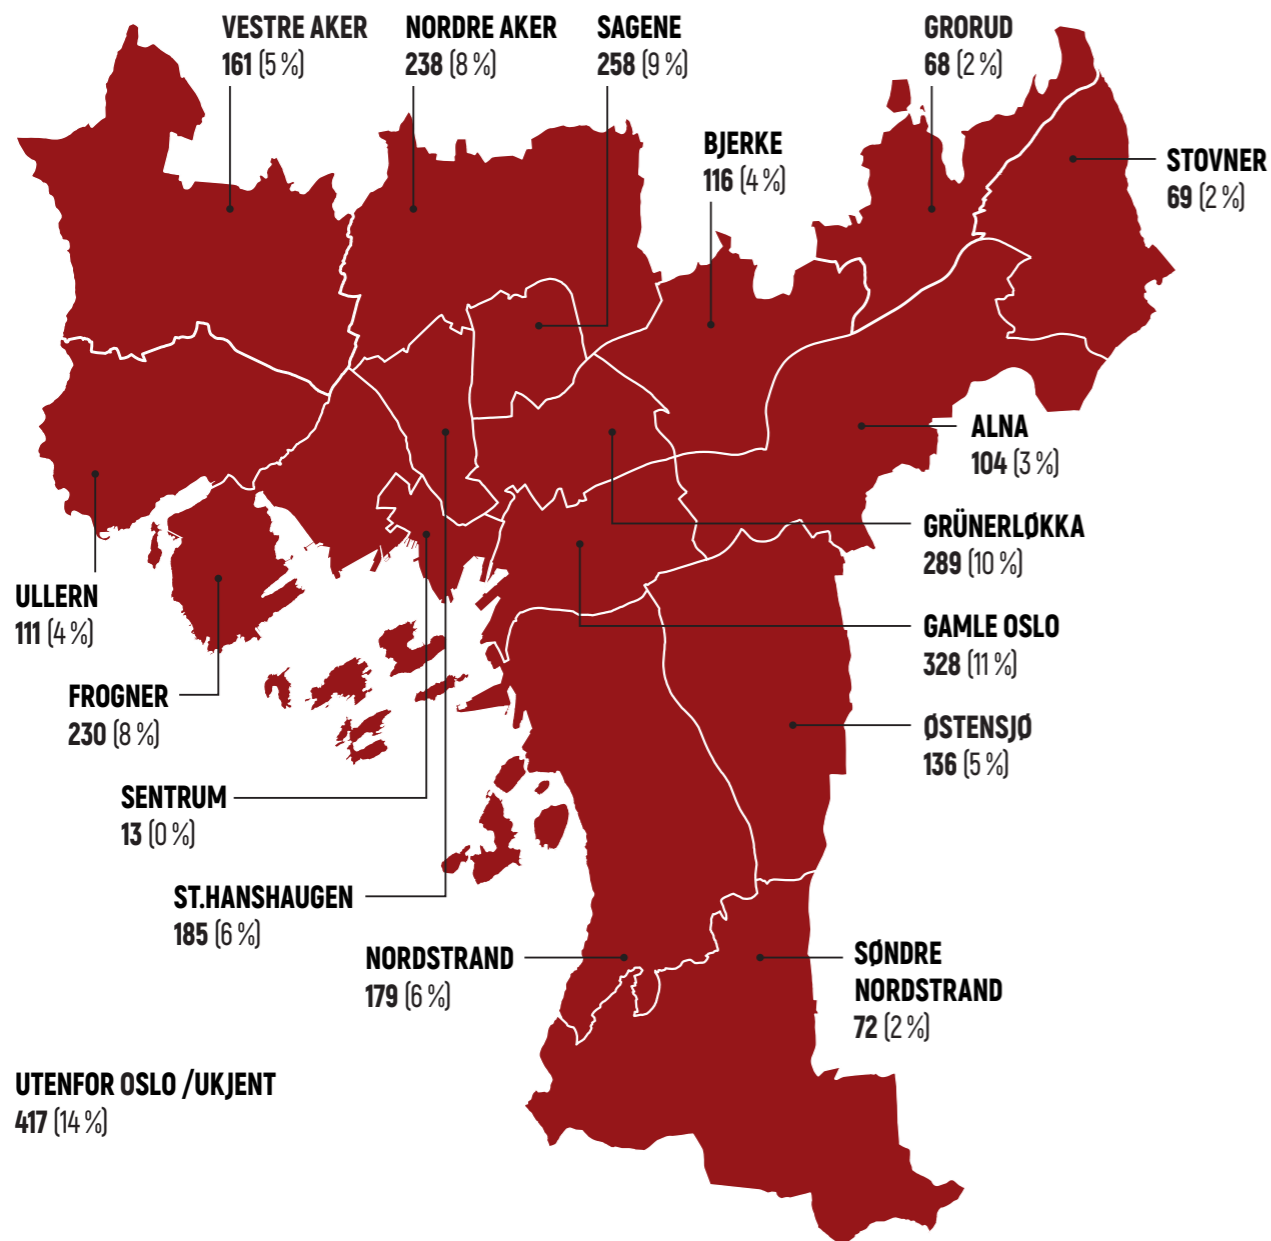 VESTRE AKER
161 (5 %)
NORDRE AKER
238 (8 %)
SAGENE
258 (9 %)
GRORUD
68 (2 %)
BJERKE
116 (4 %)
STOVNER
69 (2 %)
ALNA
104 (3 %)
GRÜNERLØKKA
289 (10 %)
ULLERN
111 (4 %)
GAMLE OSLO
328 (11 %)
FROGNER
230 (8 %)
ØSTENSJØ
136 (5 %)
SENTRUM
13 (0 %)
ST.HANSHAUGEN
185 (6 %)
NORDSTRAND
179 (6 %)
SØNDRE
NORDSTRAND
72 (2 %)
UTENFOR OSLO /UKJENT
417 (14 %)